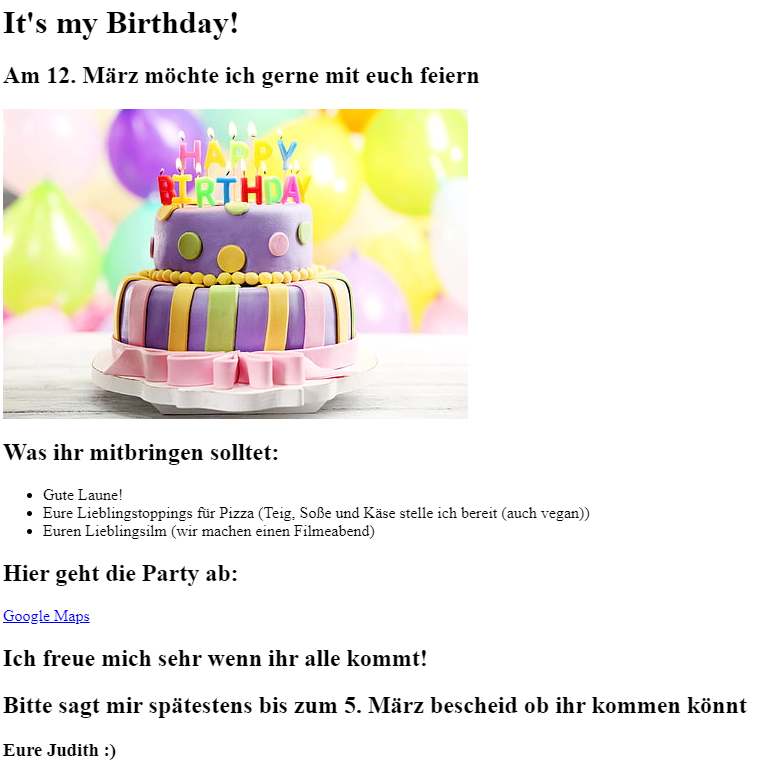 It's my Birthday!
Am 12. März möchte ich gerne mit euch feiern
HAPPY
BIRTHDAY
Was ihr mitbringen solltet:
Gute Laune!
Eure Lieblingstoppings für Pizza (Teig, Soße und Käse stelle ich bereit (auch vegan))
Euren Lieblingsilm (wir machen einen Filmeabend)
Hier geht die Party ab:
Google Maps
Ich freue mich sehr wenn ihr alle kommt!
Bitte sagt mir spätestens bis zum 5. März bescheid ob ihr kommen könnt
Eure Judith :)